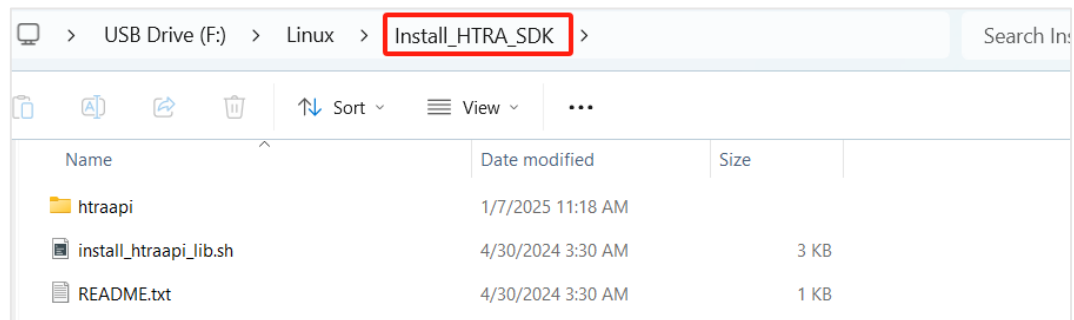 USB Drive (F:) > Linux > Install_HTRA_SDK > Search Ins
Sort View ...
Name Date modified Size
htraapi 1/7/2025 11:18 AM
install_htraapi_lib.sh 4/30/2024 3:30 AM 3 KB
README.txt 4/30/2024 3:30 AM 1 KB